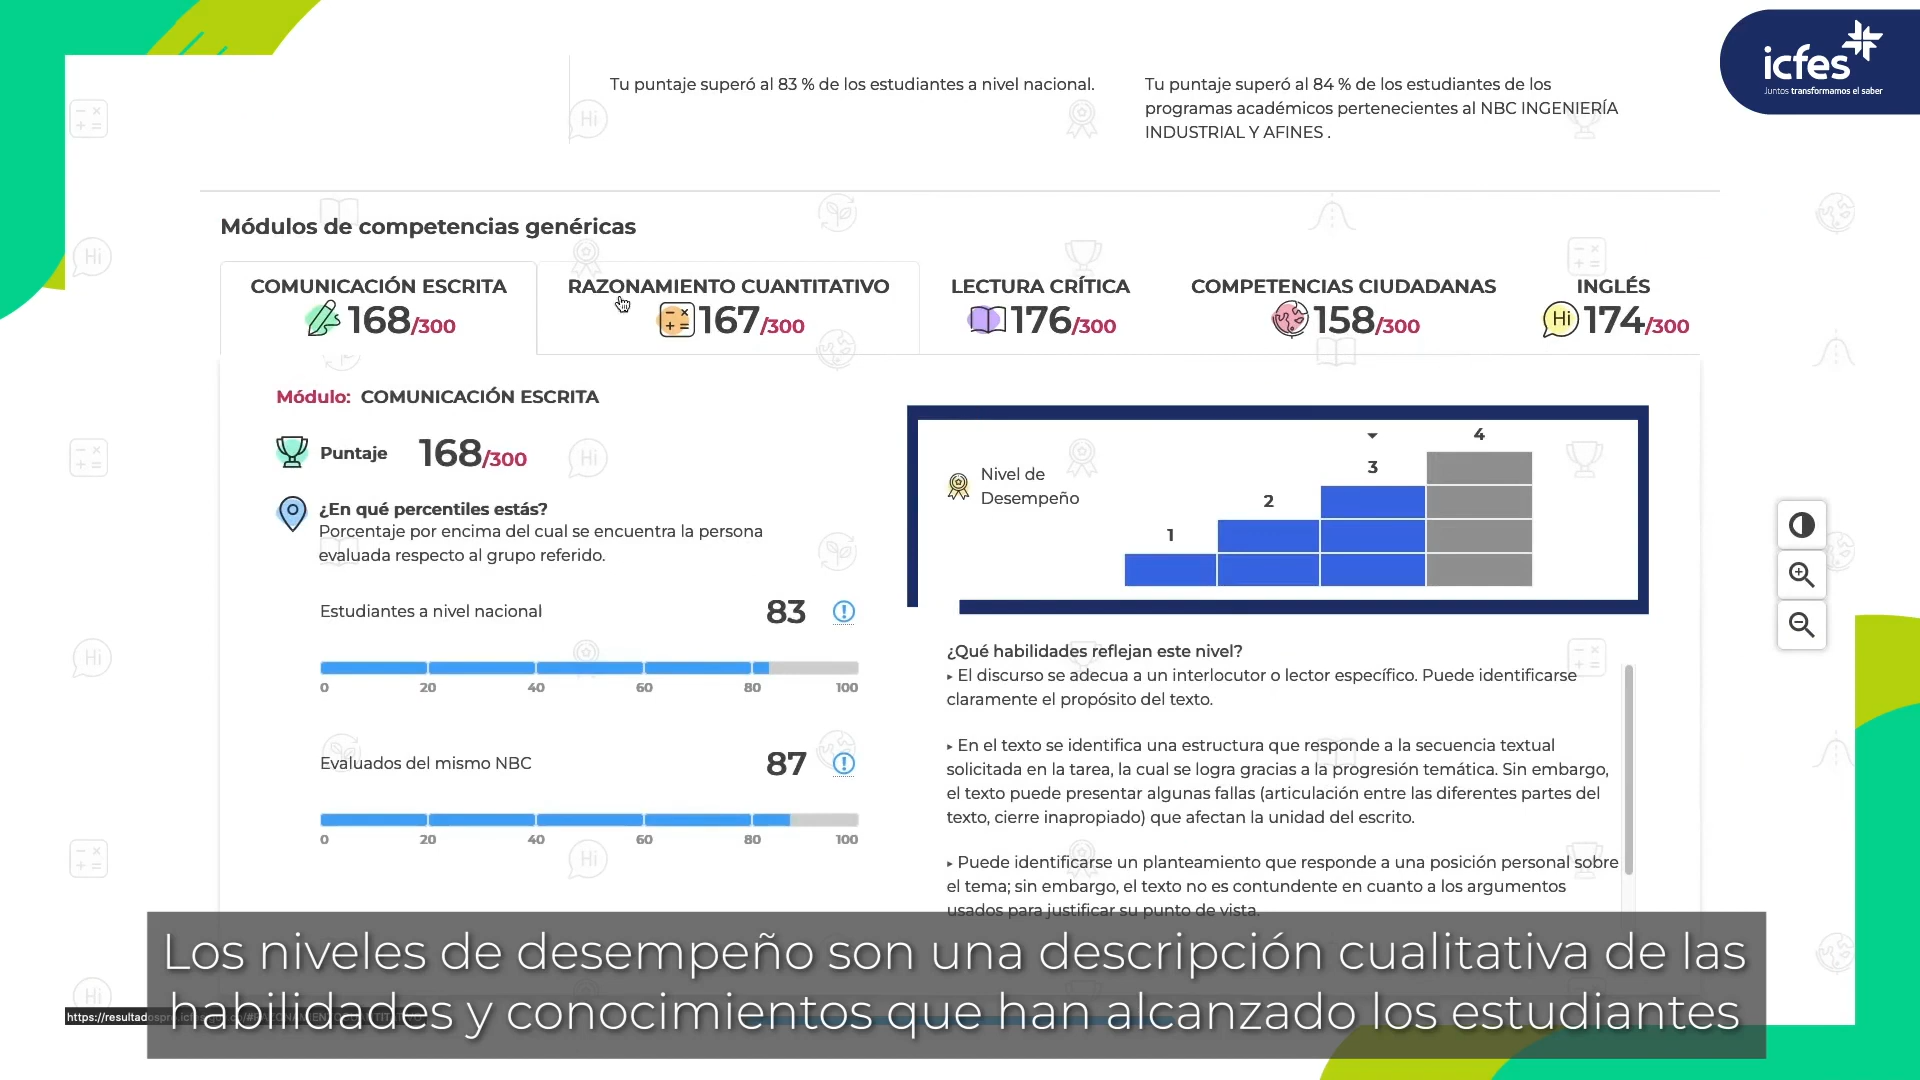 icfes
Juntos transformamos el saber
Tu puntaje superó al 83 % de los estudiantes a nivel nacional.
Tu puntaje superó al 84 % de los estudiantes de los
programas académicos pertenecientes al NBC INGENIERÍA
INDUSTRIAL Y AFINES .
Módulos de competencias genéricas
COMUNICACIÓN ESCRITA
168/300
RAZONAMIENTO CUANTITATIVO
167/300
LECTURA CRÍTICA
176/300
COMPETENCIAS CIUDADANAS
158/300
INGLÉS
Hi 174/300
Módulo: COMUNICACIÓN ESCRITA
Puntaje 168/300
¿En qué percentiles estás?
Porcentaje por encima del cual se encuentra la persona
evaluada respecto al grupo referido.
Estudiantes a nivel nacional 83
0 20 40 60 80 100
Evaluados del mismo NBC 87
0 20 40 60 80 100
Nivel de
Desempeño
1 2 3 4
¿Qué habilidades reflejan este nivel?
▸ El discurso se adecua a un interlocutor o lector específico. Puede identificarse
claramente el propósito del texto.
▸ En el texto se identifica una estructura que responde a la secuencia textual
solicitada en la tarea, la cual se logra gracias a la progresión temática. Sin embargo,
el texto puede presentar algunas fallas (articulación entre las diferentes partes del
texto, cierre inapropiado) que afectan la unidad del escrito.
▸ Puede identificarse un planteamiento que responde a una posición personal sobre
el tema; sin embargo, el texto no es contundente en cuanto a los argumentos
usados para justificar su punto de vista.
Los niveles de desempeño son una descripción cualitativa de las
habilidades y conocimientos que han alcanzado los estudiantes